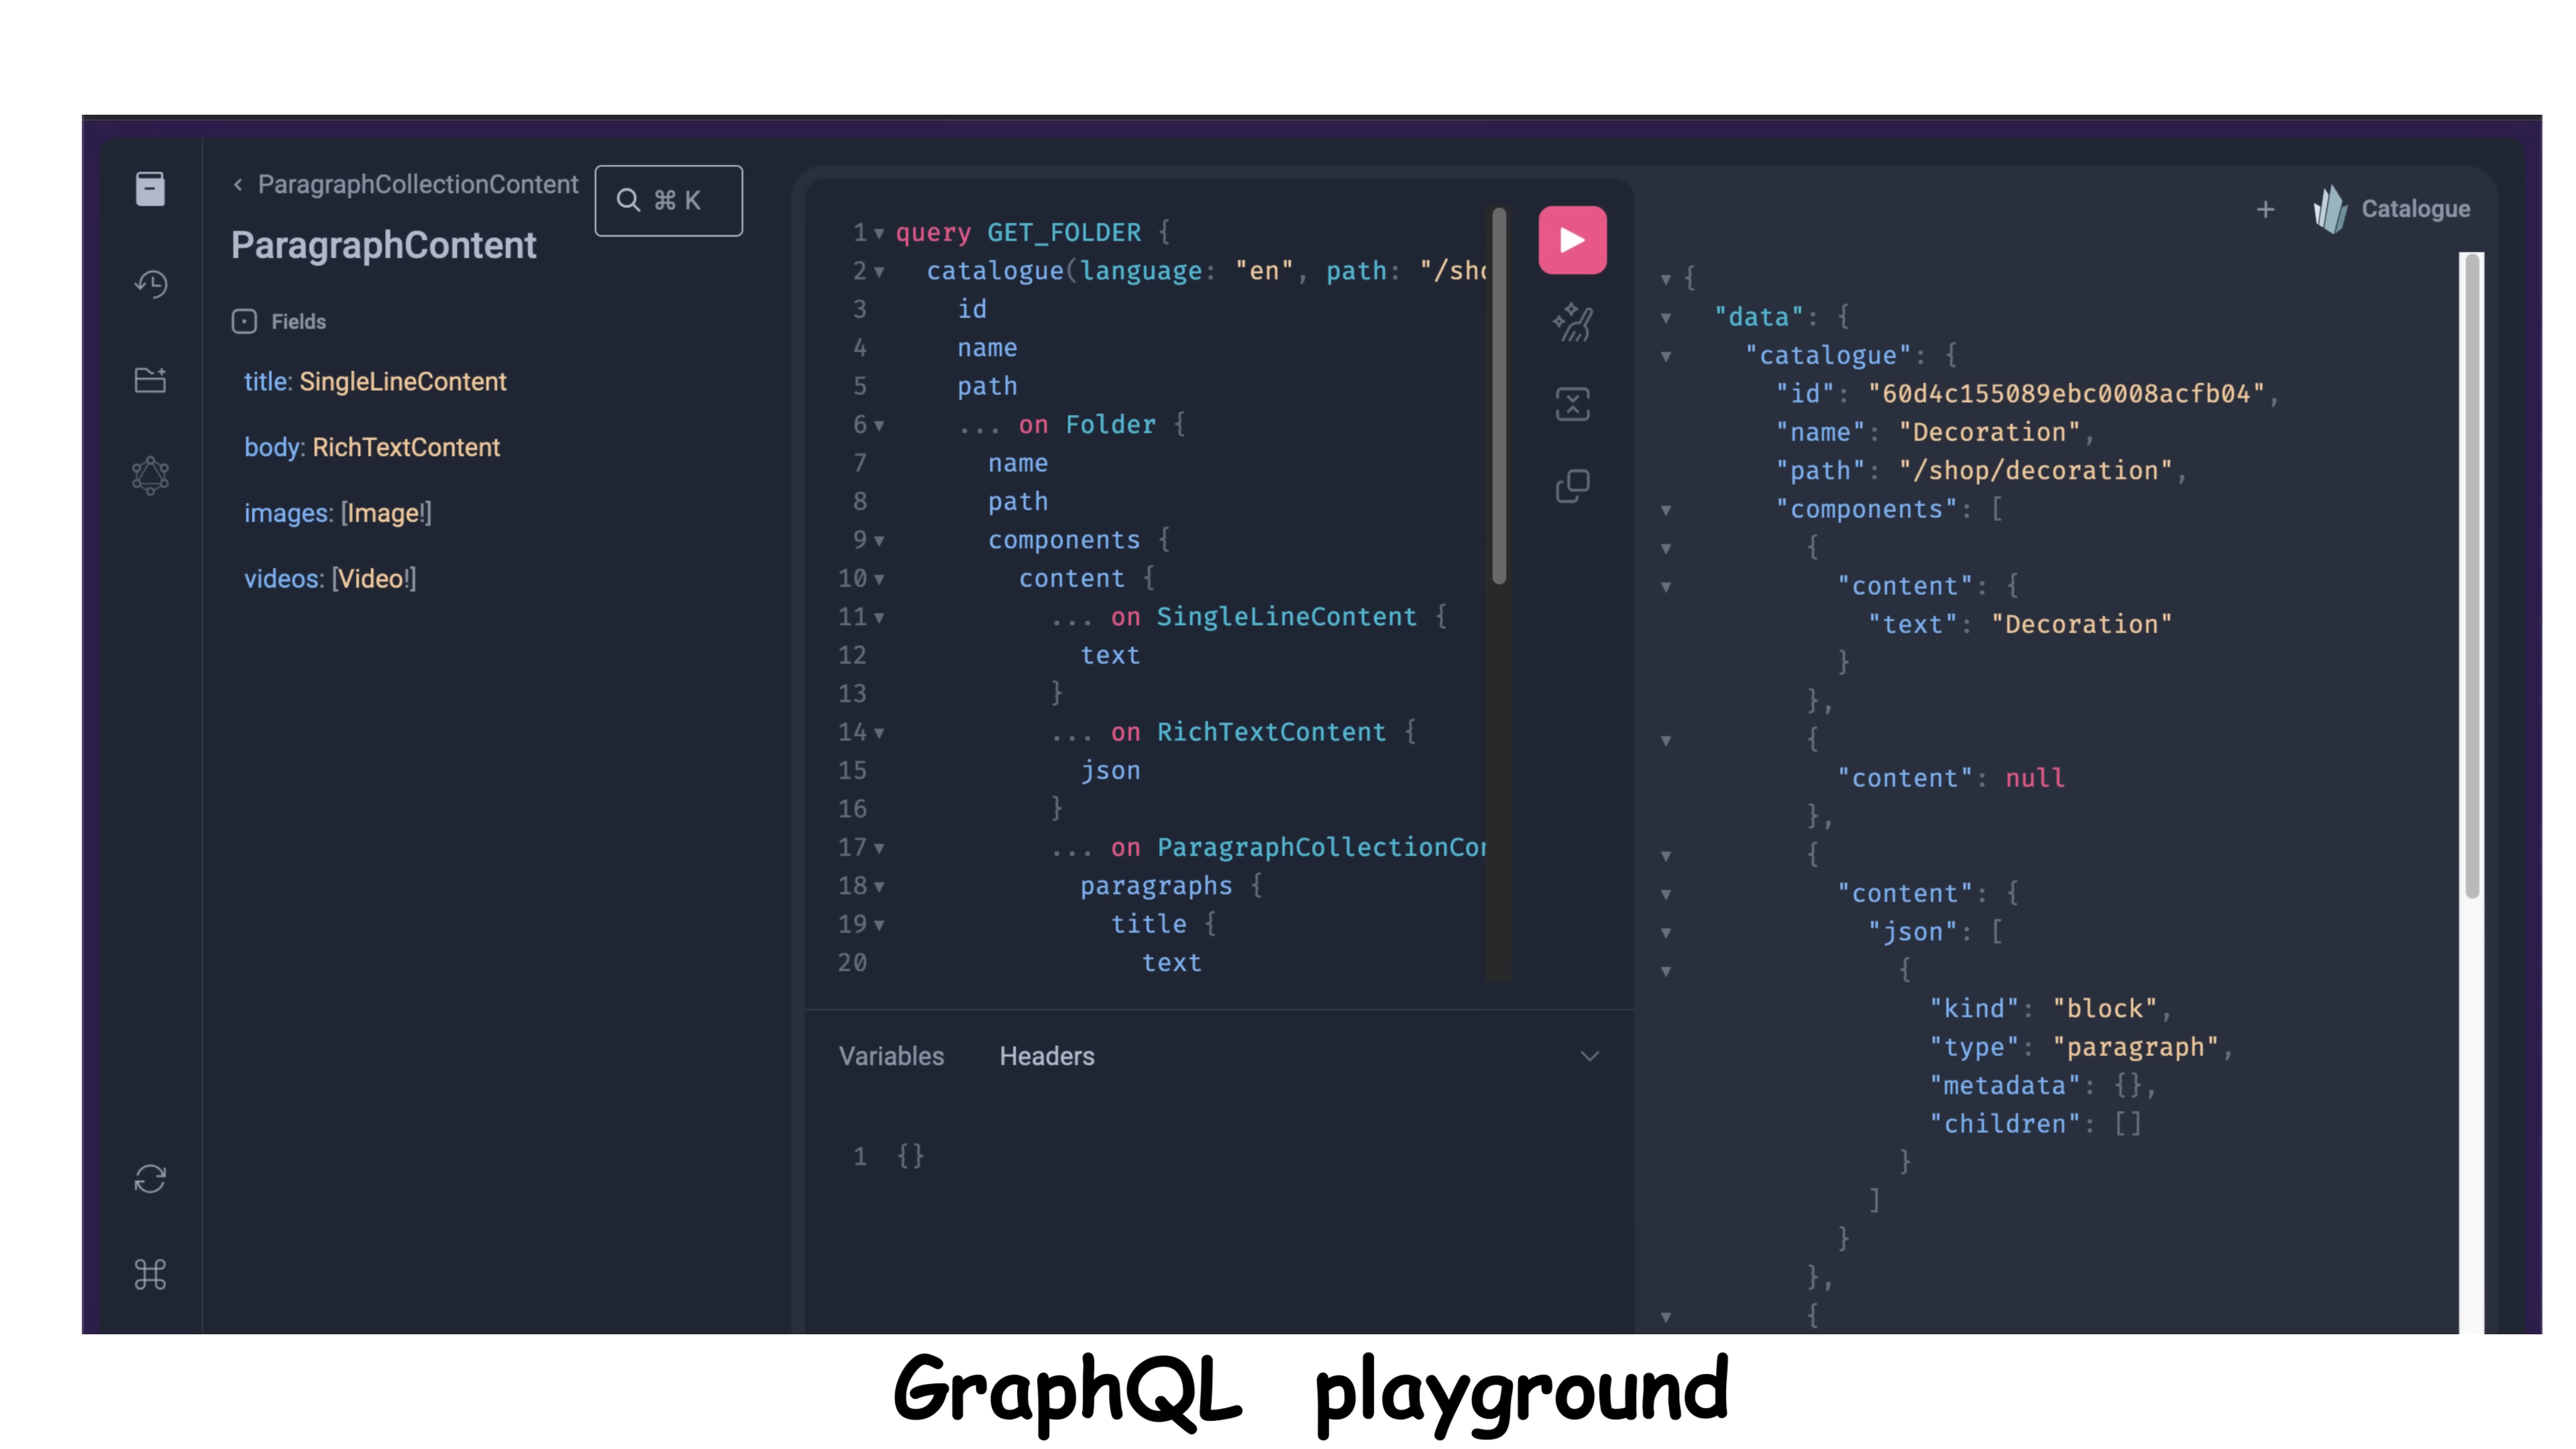 ParagraphCollectionContent
⌘ K
ParagraphContent
Fields
title: SingleLineContent
body: RichTextContent
images: [Image!]
videos: [Video!]
1 query GET_FOLDER {
2 catalogue(language: "en", path: "/sho
3 id
4 name
5 path
6 ... on Folder {
7 name
8 path
9 components {
10 content {
11 ... on SingleLineContent {
12 text
13 }
14 ... on RichTextContent {
15 json
16 }
17 ... on ParagraphCollectionCon
18 paragraphs {
19 title {
20 text
Variables Headers
1 {}
+ Catalogue
{
"data": {
"catalogue": {
"id": "60d4c155089ebc0008acfb04",
"name": "Decoration",
"path": "/shop/decoration",
"components": [
{
"content": {
"text": "Decoration"
}
},
{
"content": null
},
{
"content": {
"json": [
{
"kind": "block",
"type": "paragraph",
"metadata": {},
"children": []
}
]
}
},
{
GraphQL playground